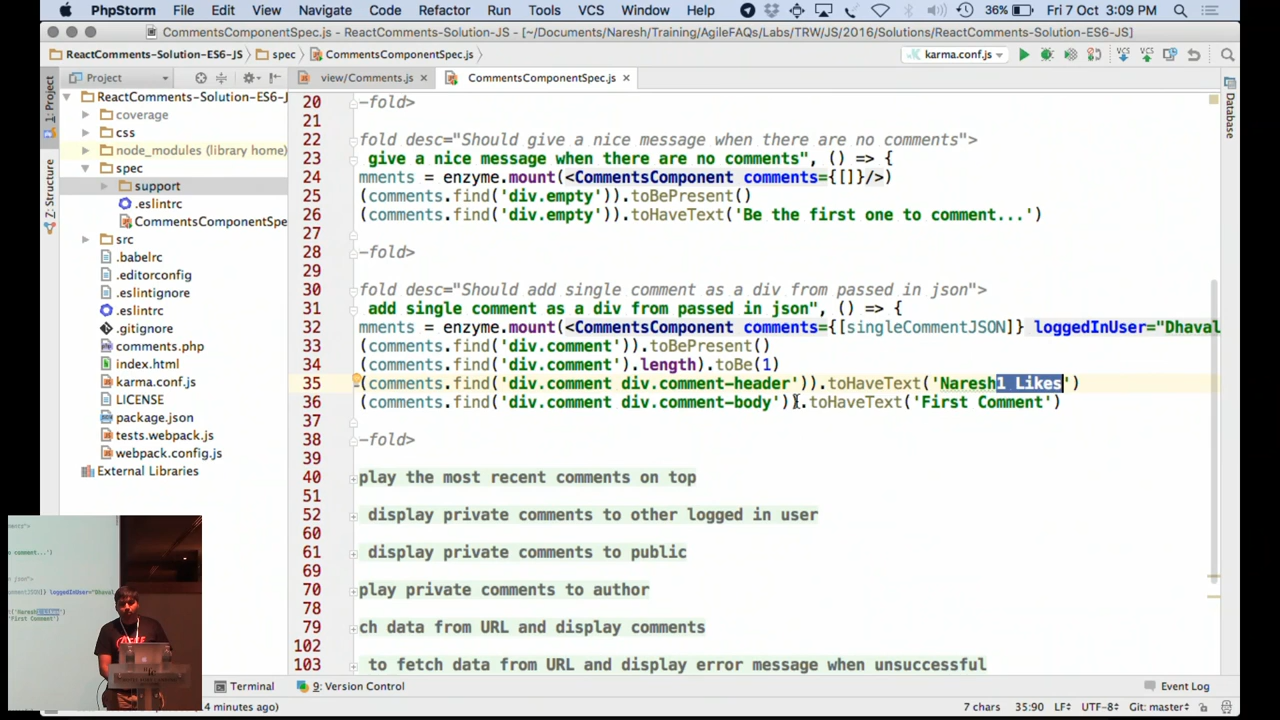 PhpStorm File Edit View Navigate Code Refactor Run Tools VCS Window Help 36% Fri 7 Oct 3:09 PM
CommentsComponentSpec.js - ReactComments-Solution-JS - [~/Documents/Naresh/Training/AgileFAQs/Labs/TRW/JS/2016/Solutions/ReactComments-Solution-ES6-JS]
ReactComments-Solution-ES6-JS spec CommentsComponentSpec.js karma.conf.js VCS VCS
Project view/Comments.js CommentsComponentSpec.js
1: Project
Z: Structure
Database
ReactComments-Solution-ES6-J
coverage
css
node_modules (library home)
spec
support
.eslintrc
CommentsComponentSpe
src
.babelrc
.editorconfig
.eslintignore
.eslintrc
.gitignore
comments.php
index.html
karma.conf.js
LICENSE
package.json
tests.webpack.js
webpack.config.js
External Libraries
20 -fold>
21
22 fold desc="Should give a nice message when there are no comments">
23 give a nice message when there are no comments", () => {
24 mments = enzyme.mount(<CommentsComponent comments={[]}/>)
25 (comments.find('div.empty')).toBePresent()
26 (comments.find('div.empty')).toHaveText('Be the first one to comment...')
27
28 -fold>
29
30 fold desc="Should add single comment as a div from passed in json">
31 add single comment as a div from passed in json", () => {
32 mments = enzyme.mount(<CommentsComponent comments={[singleCommentJSON]} loggedInUser="Dhaval
33 (comments.find('div.comment')).toBePresent()
34 (comments.find('div.comment').length).toBe(1)
35 (comments.find('div.comment div.comment-header')).toHaveText('Naresh1 Likes')
36 (comments.find('div.comment div.comment-body')).toHaveText('First Comment')
37
38 -fold>
39
40 play the most recent comments on top
51
52 display private comments to other logged in user
60
61 display private comments to public
69
70 play private comments to author
78
79 ch data from URL and display comments
102
103 to fetch data from URL and display error message when unsuccessful
Terminal 9: Version Control Event Log
4 minutes ago) 7 chars 35:90 LF÷ UTF-8÷ Git: master÷